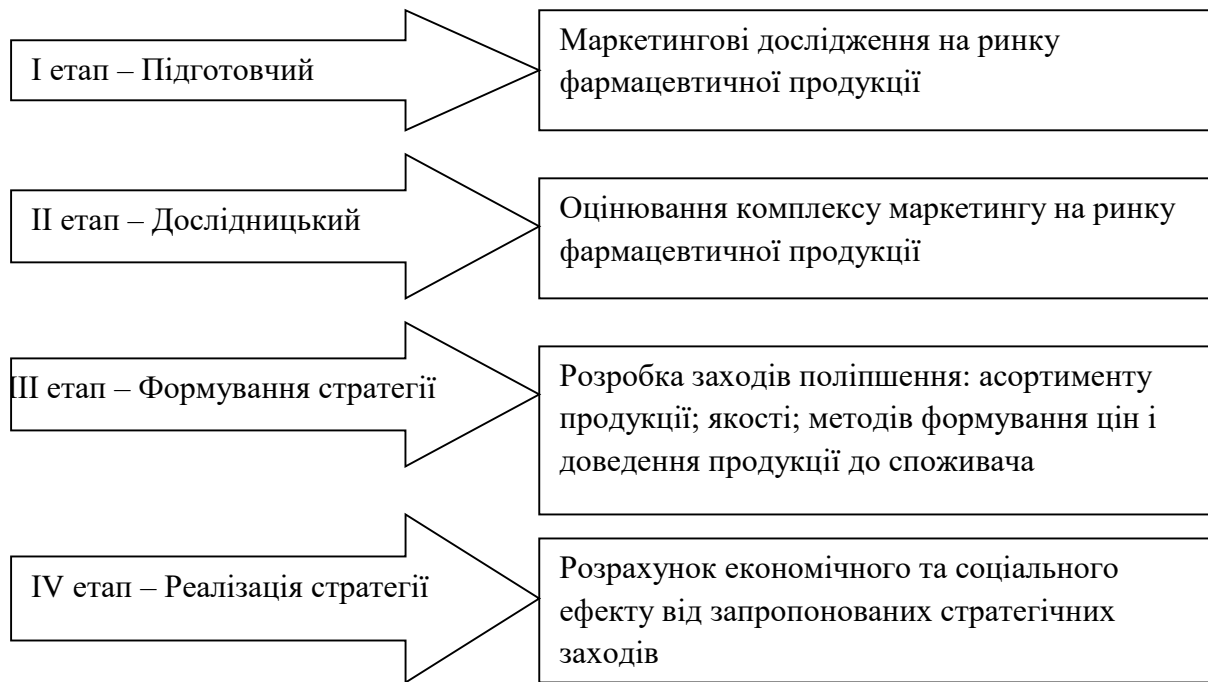 І етап – Підготовчий
Маркетингові дослідження на ринку
фармацевтичної продукції
ІІ етап – Дослідницький
Оцінювання комплексу маркетингу на ринку
фармацевтичної продукції
ІІІ етап – Формування стратегії
Розробка заходів поліпшення: асортименту
продукції; якості; методів формування цін і
доведення продукції до споживача
IV етап – Реалізація стратегії
Розрахунок економічного та соціального
ефекту від запропонованих стратегічних
заходів